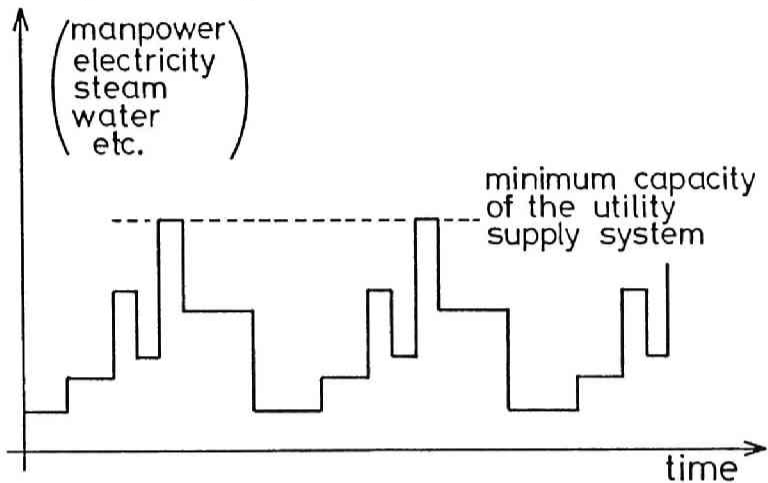 manpower
electricity
steam
water
etc.
minimum capacity
of the utility
supply system
time